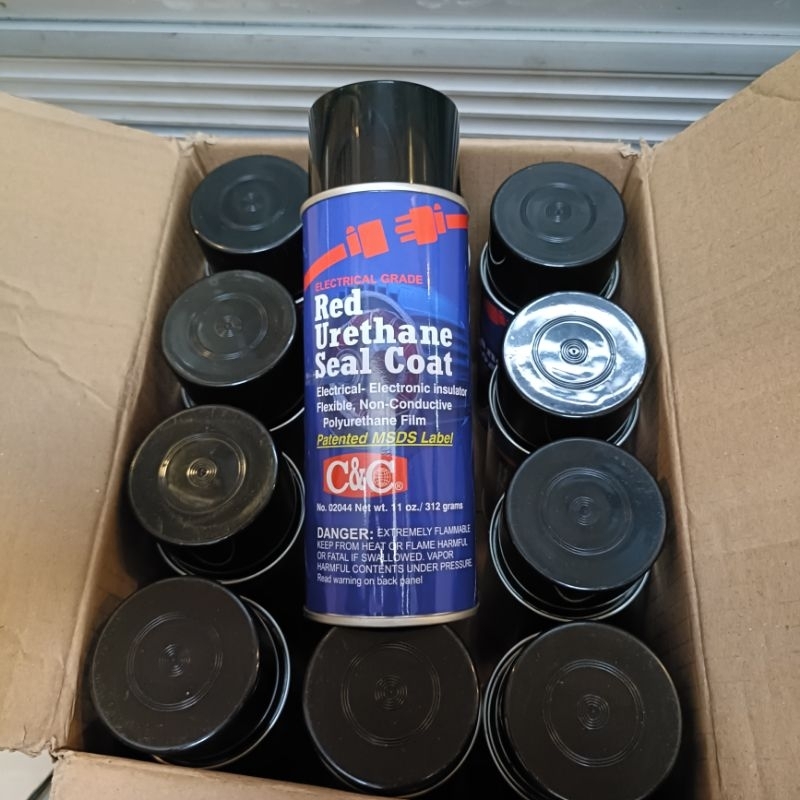 ELECTRICAL GRADE
Red
Urethane
Seal Coat
Electrical- Electronic insulator
Flexible, Non-Conductive
Polyurethane Film
Patented MSDS Label
C&C®
No. 02044 Net wt. 11 oz./ 312 grams
DANGER: EXTREMELY FLAMMABLE
KEEP FROM HEAT OR FLAME HARMFUL
OR FATAL IF SWALLOWED. VAPOR
HARMFUL CONTENTS UNDER PRESSURE.
Read warning on back panel